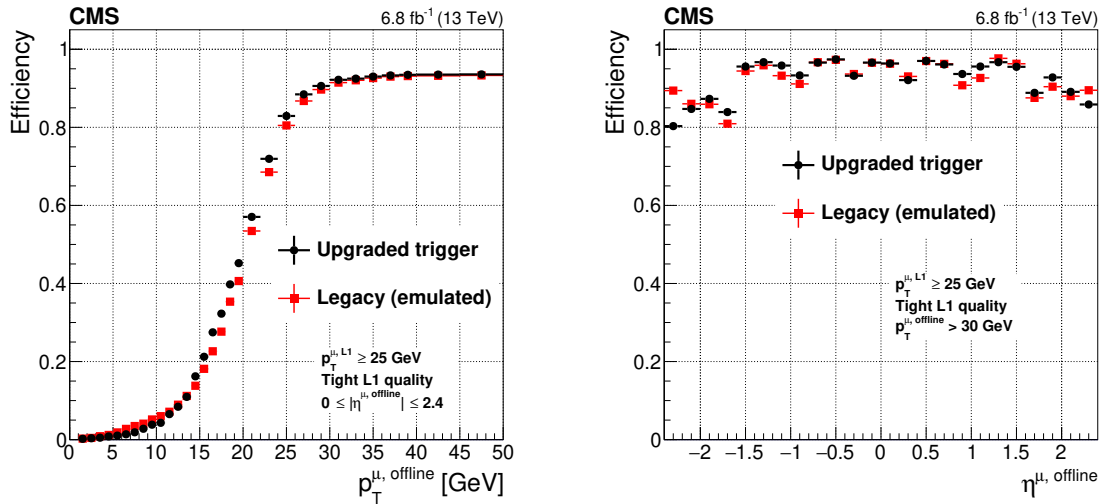 CMS
6.8 fb⁻¹ (13 TeV)
Efficiency
1
0.8
0.6
0.4
0.2
0
Upgraded trigger
Legacy (emulated)
p_T^{μ, L1} ≥ 25 GeV
Tight L1 quality
0 ≤ |η^{μ, offline}| ≤ 2.4
0 5 10 15 20 25 30 35 40 45 50
p_T^{μ, offline} [GeV]
CMS
6.8 fb⁻¹ (13 TeV)
Efficiency
1
0.8
0.6
0.4
0.2
0
Upgraded trigger
Legacy (emulated)
p_T^{μ, L1} ≥ 25 GeV
Tight L1 quality
p_T^{μ, offline} > 30 GeV
−2 −1.5 −1 −0.5 0 0.5 1 1.5 2
η^{μ, offline}